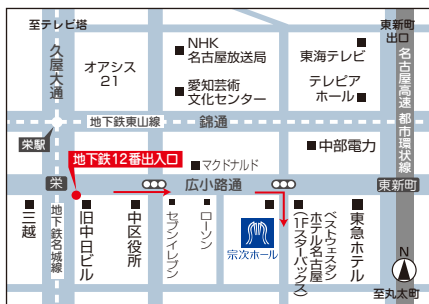 至テレビ塔
久屋大通
オアシス
21
NHK
名古屋放送局
愛知芸術
文化センター
東海テレビ
テレピア
ホール
東新町
出口
名古屋高速 都市環状線
地下鉄東山線
錦通
栄駅
地下鉄12番出入口
中部電力
マクドナルド
栄
広小路通
東新町
三越
地下鉄名城線
旧中日ビル
中区役所
セブンイレブン
ローソン
宗次ホール
ベストウェスタン
ホテル名古屋
(1Fスターバックス)
東急ホテル
N
至丸太町